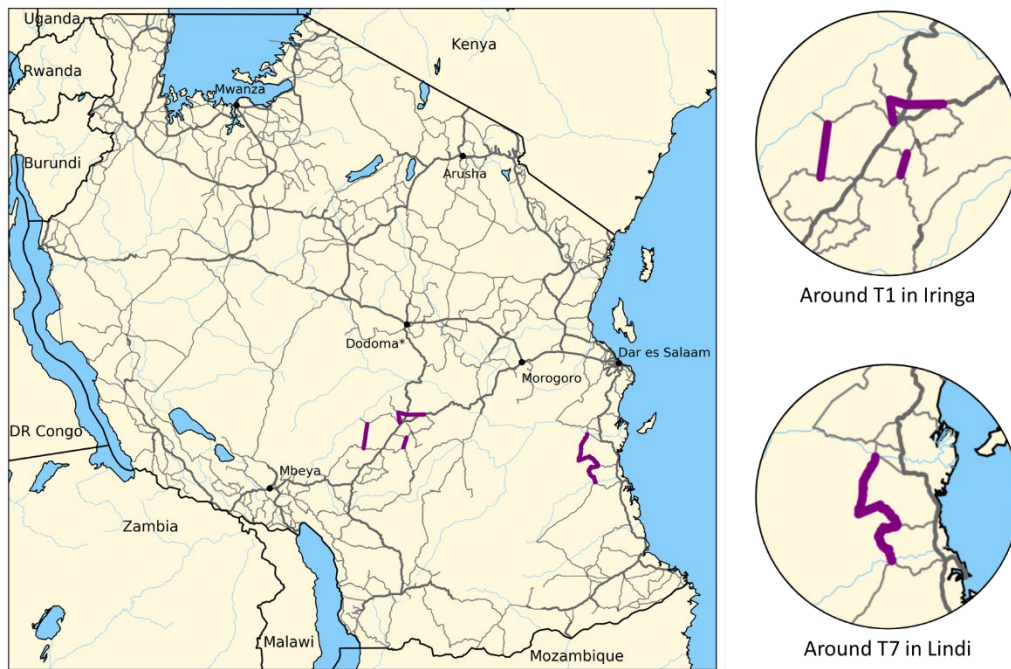 Uganda
Kenya
Rwanda
Mwanza
Burundi
Arusha
Dodoma*
Dar es Salaam
Morogoro
DR Congo
Mbeya
Zambia
Malawi
Mozambique
Around T1 in Iringa
Around T7 in Lindi